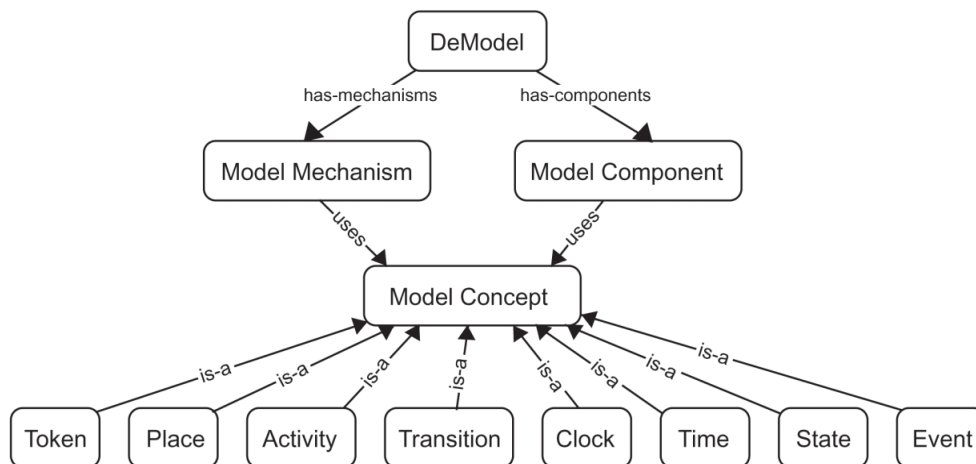 DeModel
has-mechanisms
has-components
Model Mechanism
Model Component
uses
uses
Model Concept
is-a
is-a
is-a
is-a
is-a
is-a
is-a
is-a
Token
Place
Activity
Transition
Clock
Time
State
Event